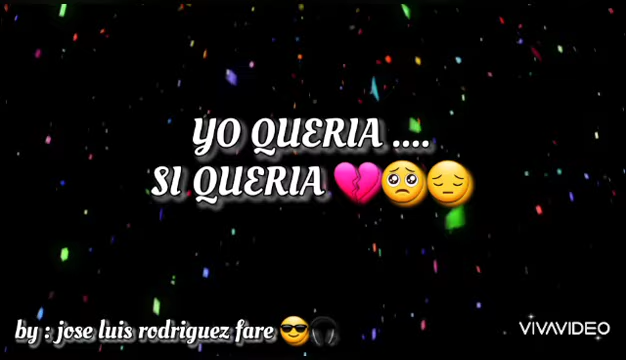 YO QUERIA ....
SI QUERIA 💔🥺😔
by : jose luis rodriguez fare 😎🎧
VIVAVIDEO